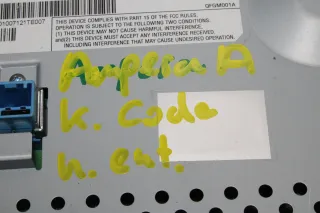 QFSM001A
01007121TE007
THIS DEVICE COMPLIES WITH PART 15 OF THE FCC RULES.
OPERATION IS SUBJECT TO THE FOLLOWING TWO CONDITIONS.
(1) THIS DEVICE MAY NOT CAUSE HARMFUL INTERFERENCE,
(2) THIS DEVICE MUST ACCEPT ANY INTERFERENCE RECEIVED,
INCLUDING INTERFERENCE THAT MAY CAUSE UNDESIRED OPERATION.
Ampera A
K. Code
k. ent.